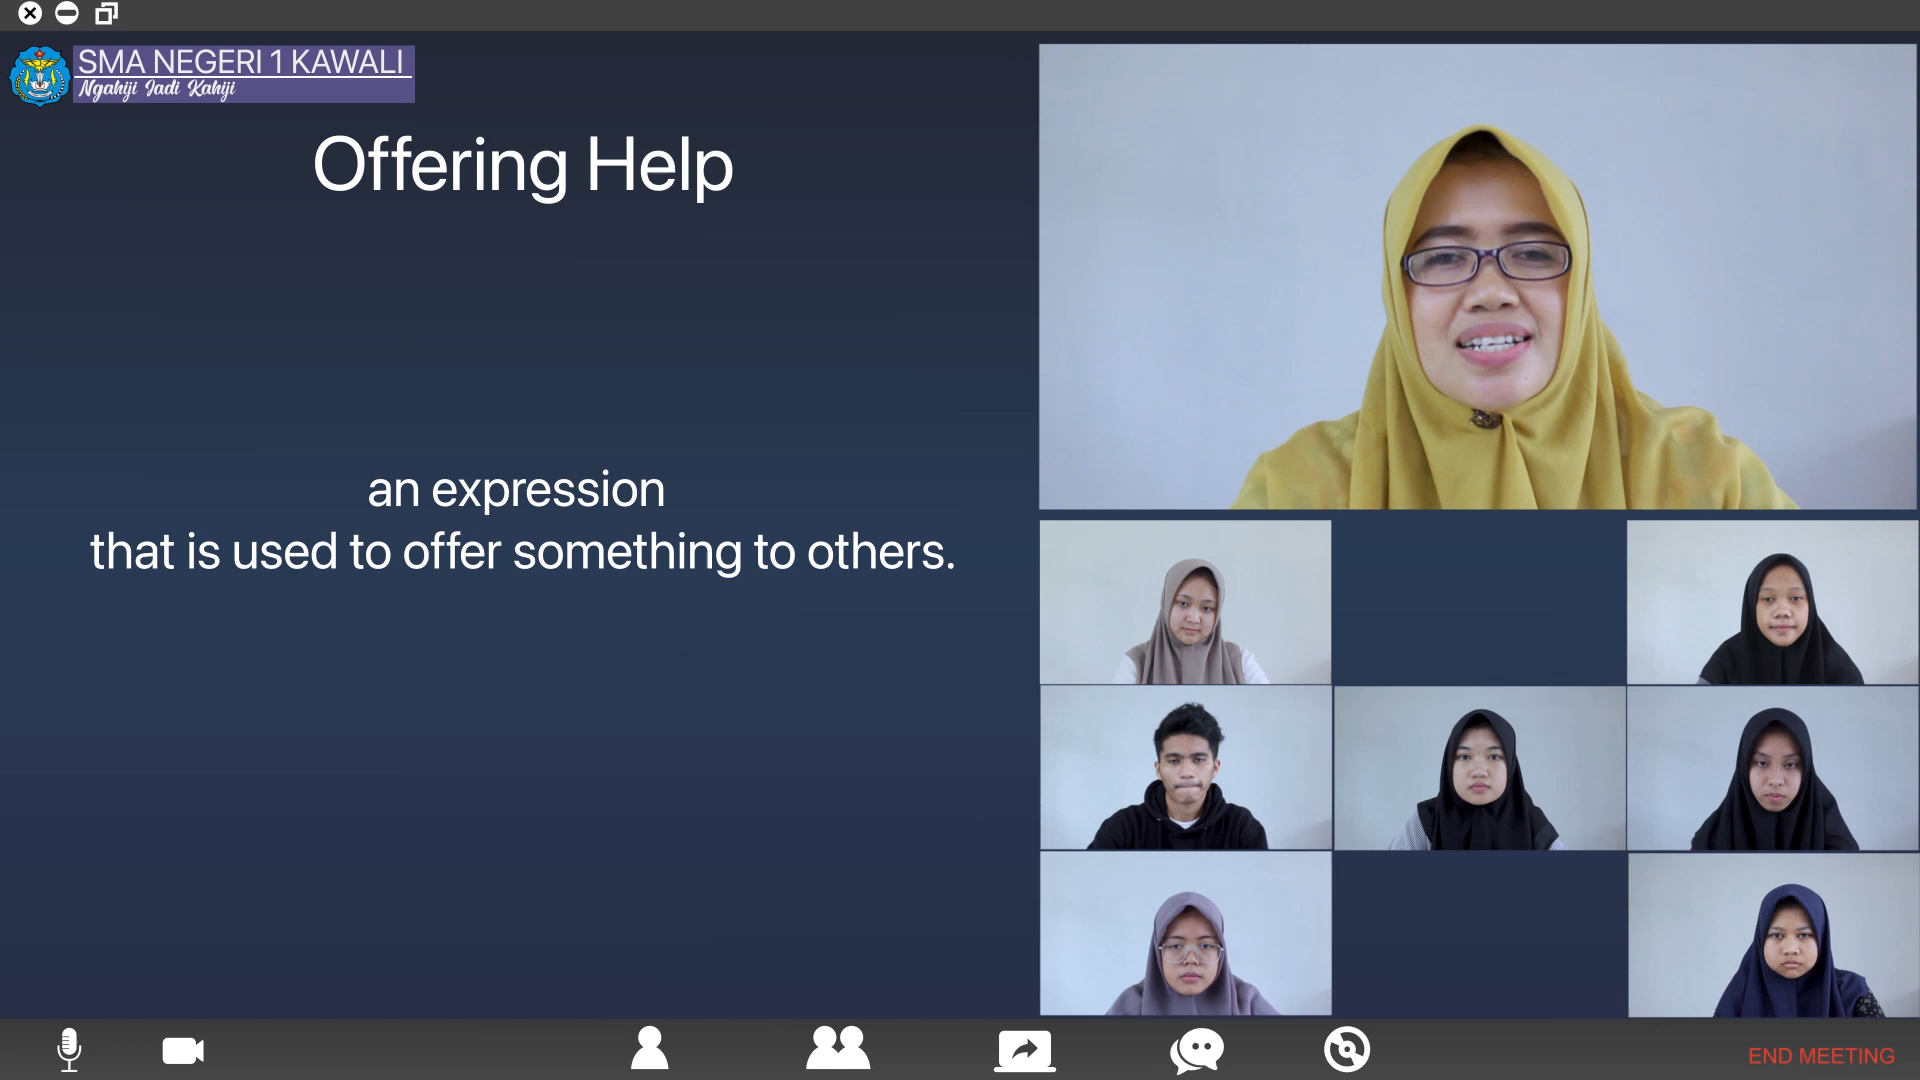 SMA NEGERI 1 KAWALI
Ngahiji Jadi Kahiji
Offering Help
an expression
that is used to offer something to others.
END MEETING